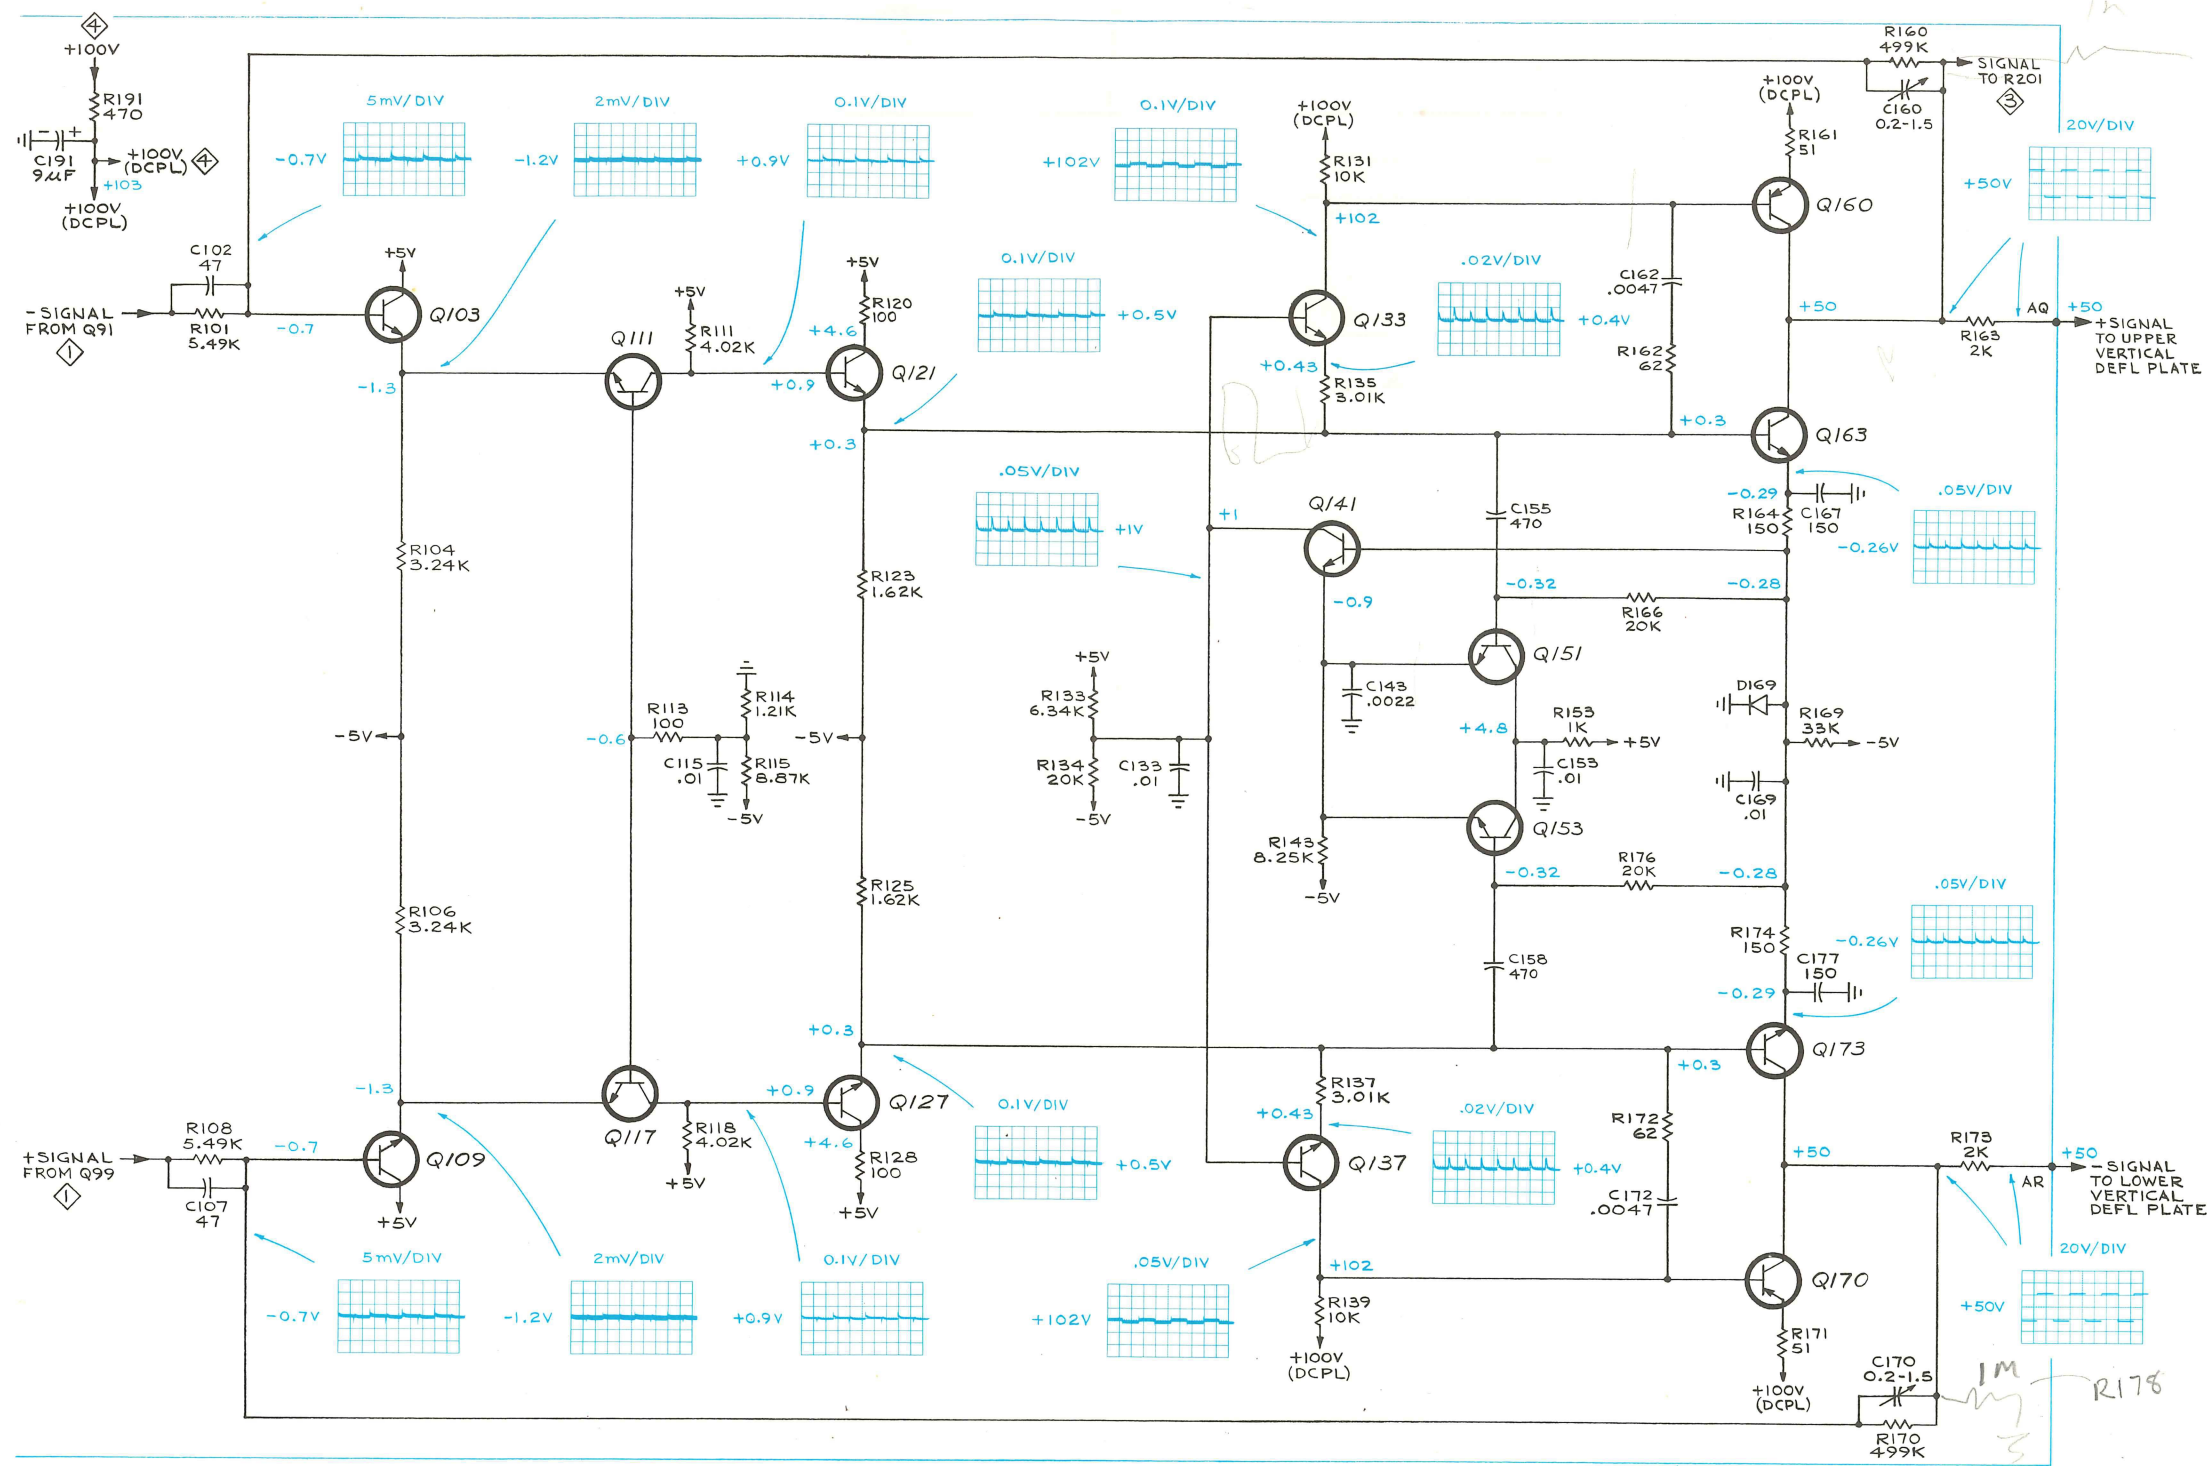 4
+100V
R191
470
- +
C191
9µF
+100V
(DCPL) 4
+103
+100V
(DCPL)
5mV/DIV
-0.7V
2mV/DIV
-1.2V
0.1V/DIV
+0.9V
0.1V/DIV
+102V
+100V
(DCPL)
R131
10K
+102
+100V
(DCPL)
R161
51
Q160
R160
499K
C160
0.2-1.5
SIGNAL
TO R201
3
20V/DIV
+50V
C102
47
-SIGNAL
FROM Q91
1
R101
5.49K
-0.7
+5V
Q103
-1.3
Q111
+5V
R111
4.02K
+5V
R120
100
+4.6
+0.9
Q121
+0.3
0.1V/DIV
+0.5V
Q133
+0.43
R135
3.01K
.02V/DIV
+0.4V
C162
.0047
R162
62
+50
R163
2K
AQ
+50
+SIGNAL
TO UPPER
VERTICAL
DEFL PLATE
+0.3
Q163
.05V/DIV
+1V
+1
Q141
-0.9
C155
470
-0.32
-0.29
R164
150
C167
150
.05V/DIV
-0.26V
-0.28
R166
20K
R104
3.24K
R123
1.62K
Q151
-5V
-0.6
R113
100
R114
1.21K
C115
.01
R115
8.87K
-5V
-5V
+5V
R133
6.34K
R134
20K
-5V
C133
.01
C143
.0022
+4.8
R153
1K
+5V
C153
.01
D169
R169
33K
-5V
C169
.01
Q153
R143
8.25K
-5V
-0.32
R176
20K
-0.28
R106
3.24K
R125
1.62K
C158
470
R174
150
-0.26V
.05V/DIV
C177
150
-0.29
+0.3
Q173
+0.3
-1.3
Q117
+0.9
Q127
+4.6
R118
4.02K
+5V
R128
100
+5V
0.1V/DIV
+0.5V
R137
3.01K
+0.43
Q137
.02V/DIV
+0.4V
R172
62
C172
.0047
+50
R173
2K
AR
+50
-SIGNAL
TO LOWER
VERTICAL
DEFL PLATE
+SIGNAL
FROM Q99
1
R108
5.49K
C107
47
-0.7
Q109
+5V
5mV/DIV
-0.7V
2mV/DIV
-1.2V
0.1V/DIV
+0.9V
.05V/DIV
+102V
+102
R139
10K
+100V
(DCPL)
Q170
R171
51
+100V
(DCPL)
20V/DIV
+50V
C170
0.2-1.5
R170
499K
1M
R178